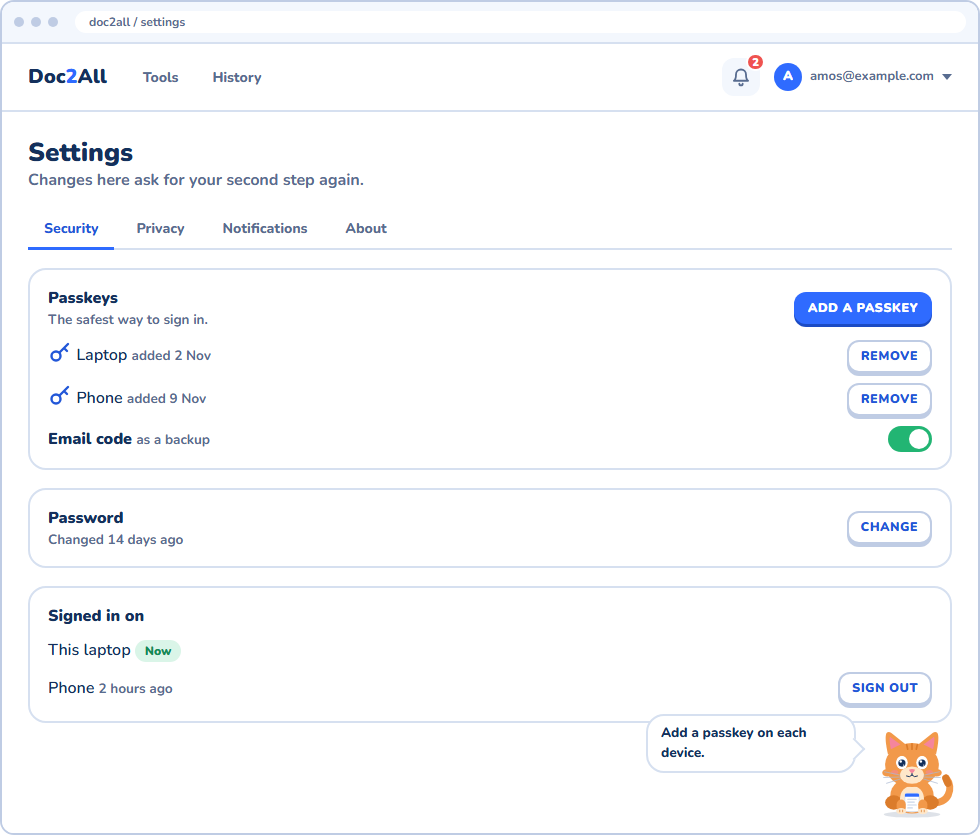 doc2all / settings
Doc2All
Tools
History
2
A
amos@example.com
Settings
Changes here ask for your second step again.
Security
Privacy
Notifications
About
Passkeys
The safest way to sign in.
ADD A PASSKEY
Laptop added 2 Nov
REMOVE
Phone added 9 Nov
REMOVE
Email code as a backup
Password
Changed 14 days ago
CHANGE
Signed in on
This laptop Now
Phone 2 hours ago
SIGN OUT
Add a passkey on each
device.